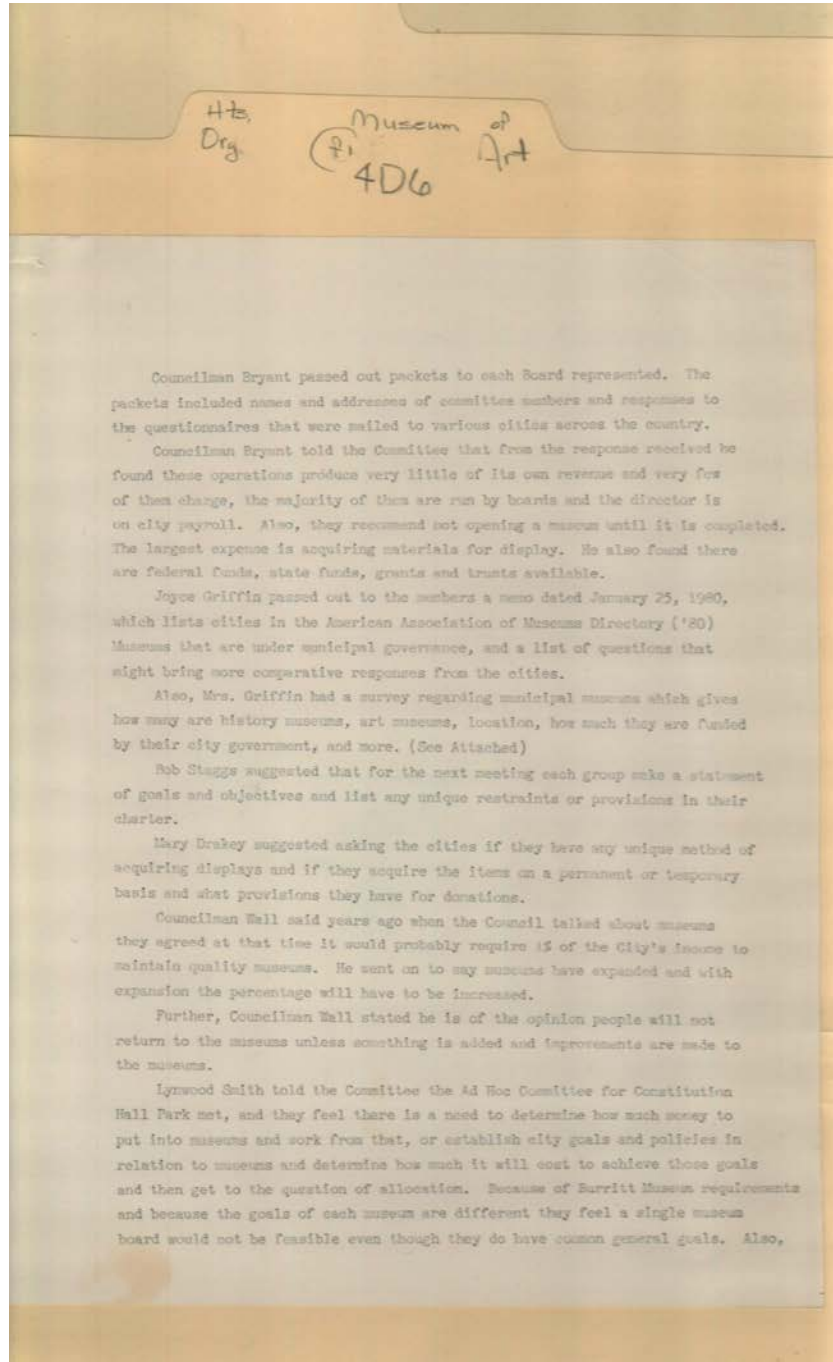 Hts. Museum of
Org. Art
4D6
Councilman Bryant passed out packets to each Board represented. The
packets included names and addresses of committee members and responses to
the questionnaires that were mailed to various cities across the country.
Councilman Bryant told the Committee that from the response received he
found these operations produce very little of its own revenue and very few
of them charge, the majority of them are run by boards and the director is
on city payroll. Also, they recommend not opening a museum until it is completed.
The largest expense is acquiring materials for display. He also found there
are federal funds, state funds, grants and trusts available.
Joyce Griffin passed out to the members a memo dated January 25, 1980,
which lists cities in the American Association of Museums Directory ('80)
Museums that are under municipal governance, and a list of questions that
might bring more comparative responses from the cities.
Also, Mrs. Griffin had a survey regarding municipal museums which gives
how many are history museums, art museums, location, how much they are funded
by their city government, and more. (See Attached)
Rob Staggs suggested that for the next meeting each group make a statement
of goals and objectives and list any unique restraints or provisions in their
charter.
Mary Drakey suggested asking the cities if they have any unique method of
acquiring displays and if they acquire the items on a permanent or temporary
basis and what provisions they have for donations.
Councilman Wall said years ago when the Council talked about museums
they agreed at that time it would probably require 1% of the City's income to
maintain quality museums. He went on to say museums have expanded and with
expansion the percentage will have to be increased.
Further, Councilman Wall stated he is of the opinion people will not
return to the museums unless something is added and improvements are made to
the museums.
Lynwood Smith told the Committee the Ad Hoc Committee for Constitution
Hall Park met, and they feel there is a need to determine how much money to
put into museums and work from that, or establish city goals and policies in
relation to museums and determine how much it will cost to achieve those goals
and then get to the question of allocation. Because of Burritt Museum requirements
and because the goals of each museum are different they feel a single museum
board would not be feasible even though they do have common general goals. Also,